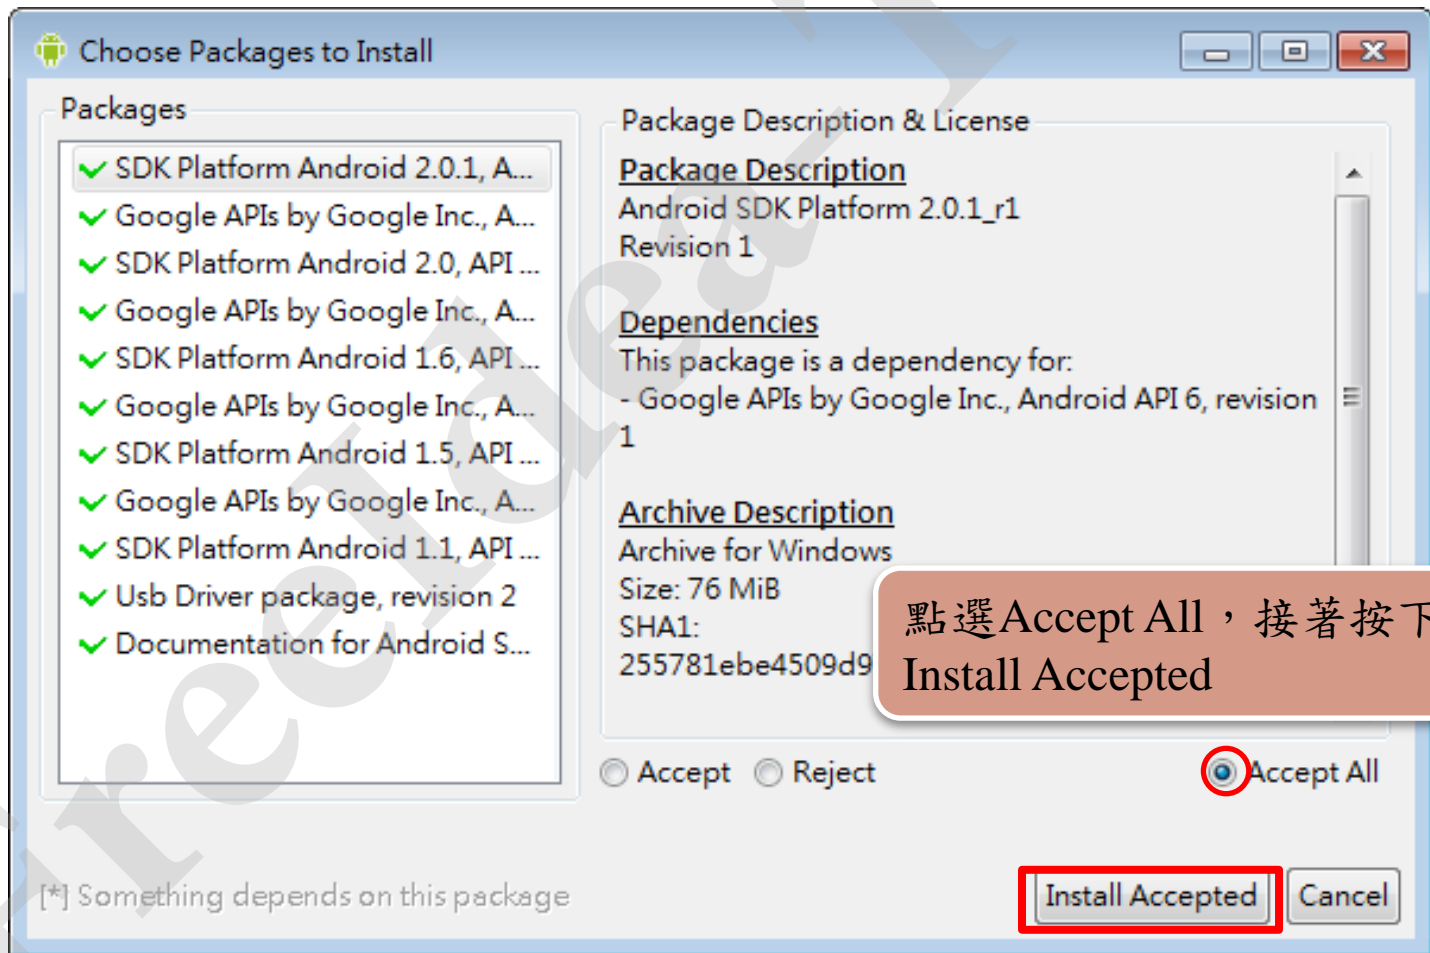 Choose Packages to Install
Packages
SDK Platform Android 2.0.1, A...
Google APIs by Google Inc., A...
SDK Platform Android 2.0, API ...
Google APIs by Google Inc., A...
SDK Platform Android 1.6, API ...
Google APIs by Google Inc., A...
SDK Platform Android 1.5, API ...
Google APIs by Google Inc., A...
SDK Platform Android 1.1, API ...
Usb Driver package, revision 2
Documentation for Android S...
Package Description & License
Package Description
Android SDK Platform 2.0.1_r1
Revision 1
Dependencies
This package is a dependency for:
- Google APIs by Google Inc., Android API 6, revision
1
Archive Description
Archive for Windows
Size: 76 MiB
SHA1:
255781ebe4509d9
點選Accept All，接著按下
Install Accepted
Accept
Reject
Accept All
[*] Something depends on this package
Install Accepted
Cancel
FreeIdea-T